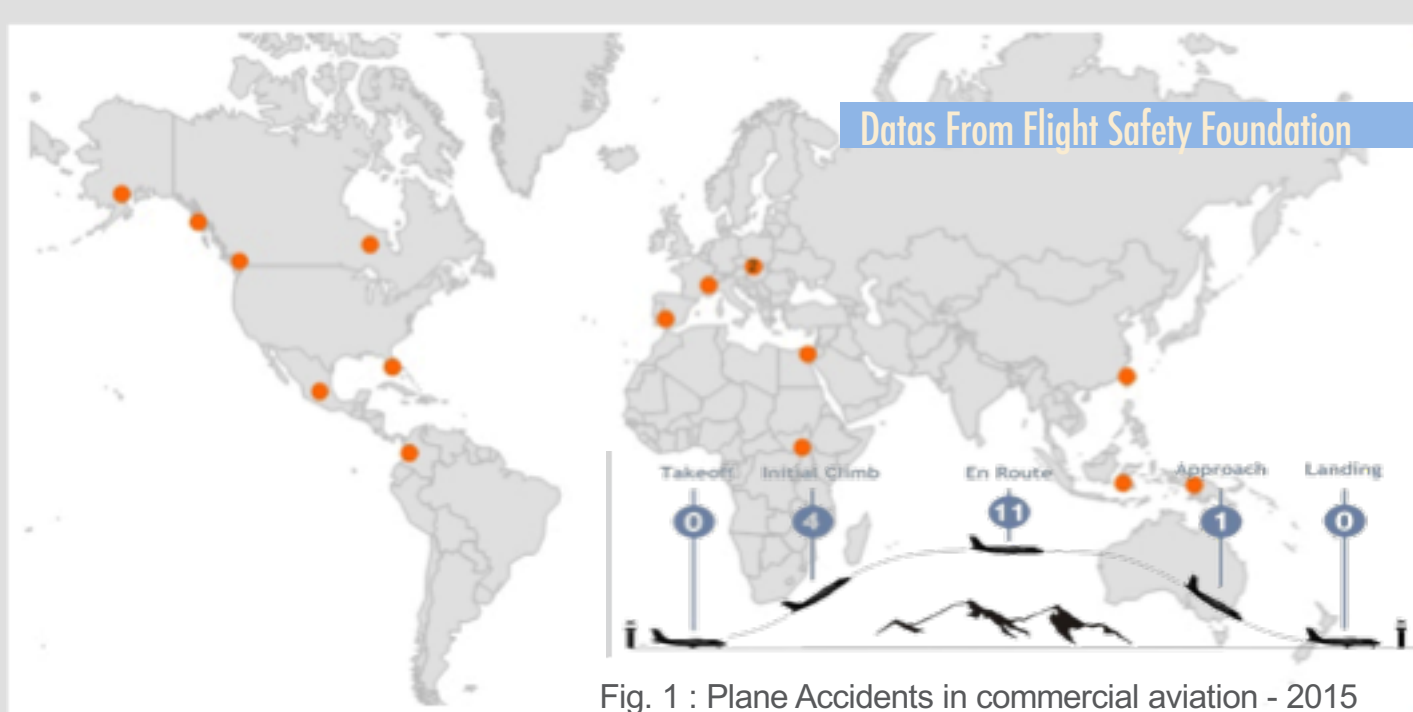 Datas From Flight Safety Foundation
2
Takeoff Initial Climb En Route Approach Landing
0 4 11 1 0
Fig. 1 : Plane Accidents in commercial aviation - 2015